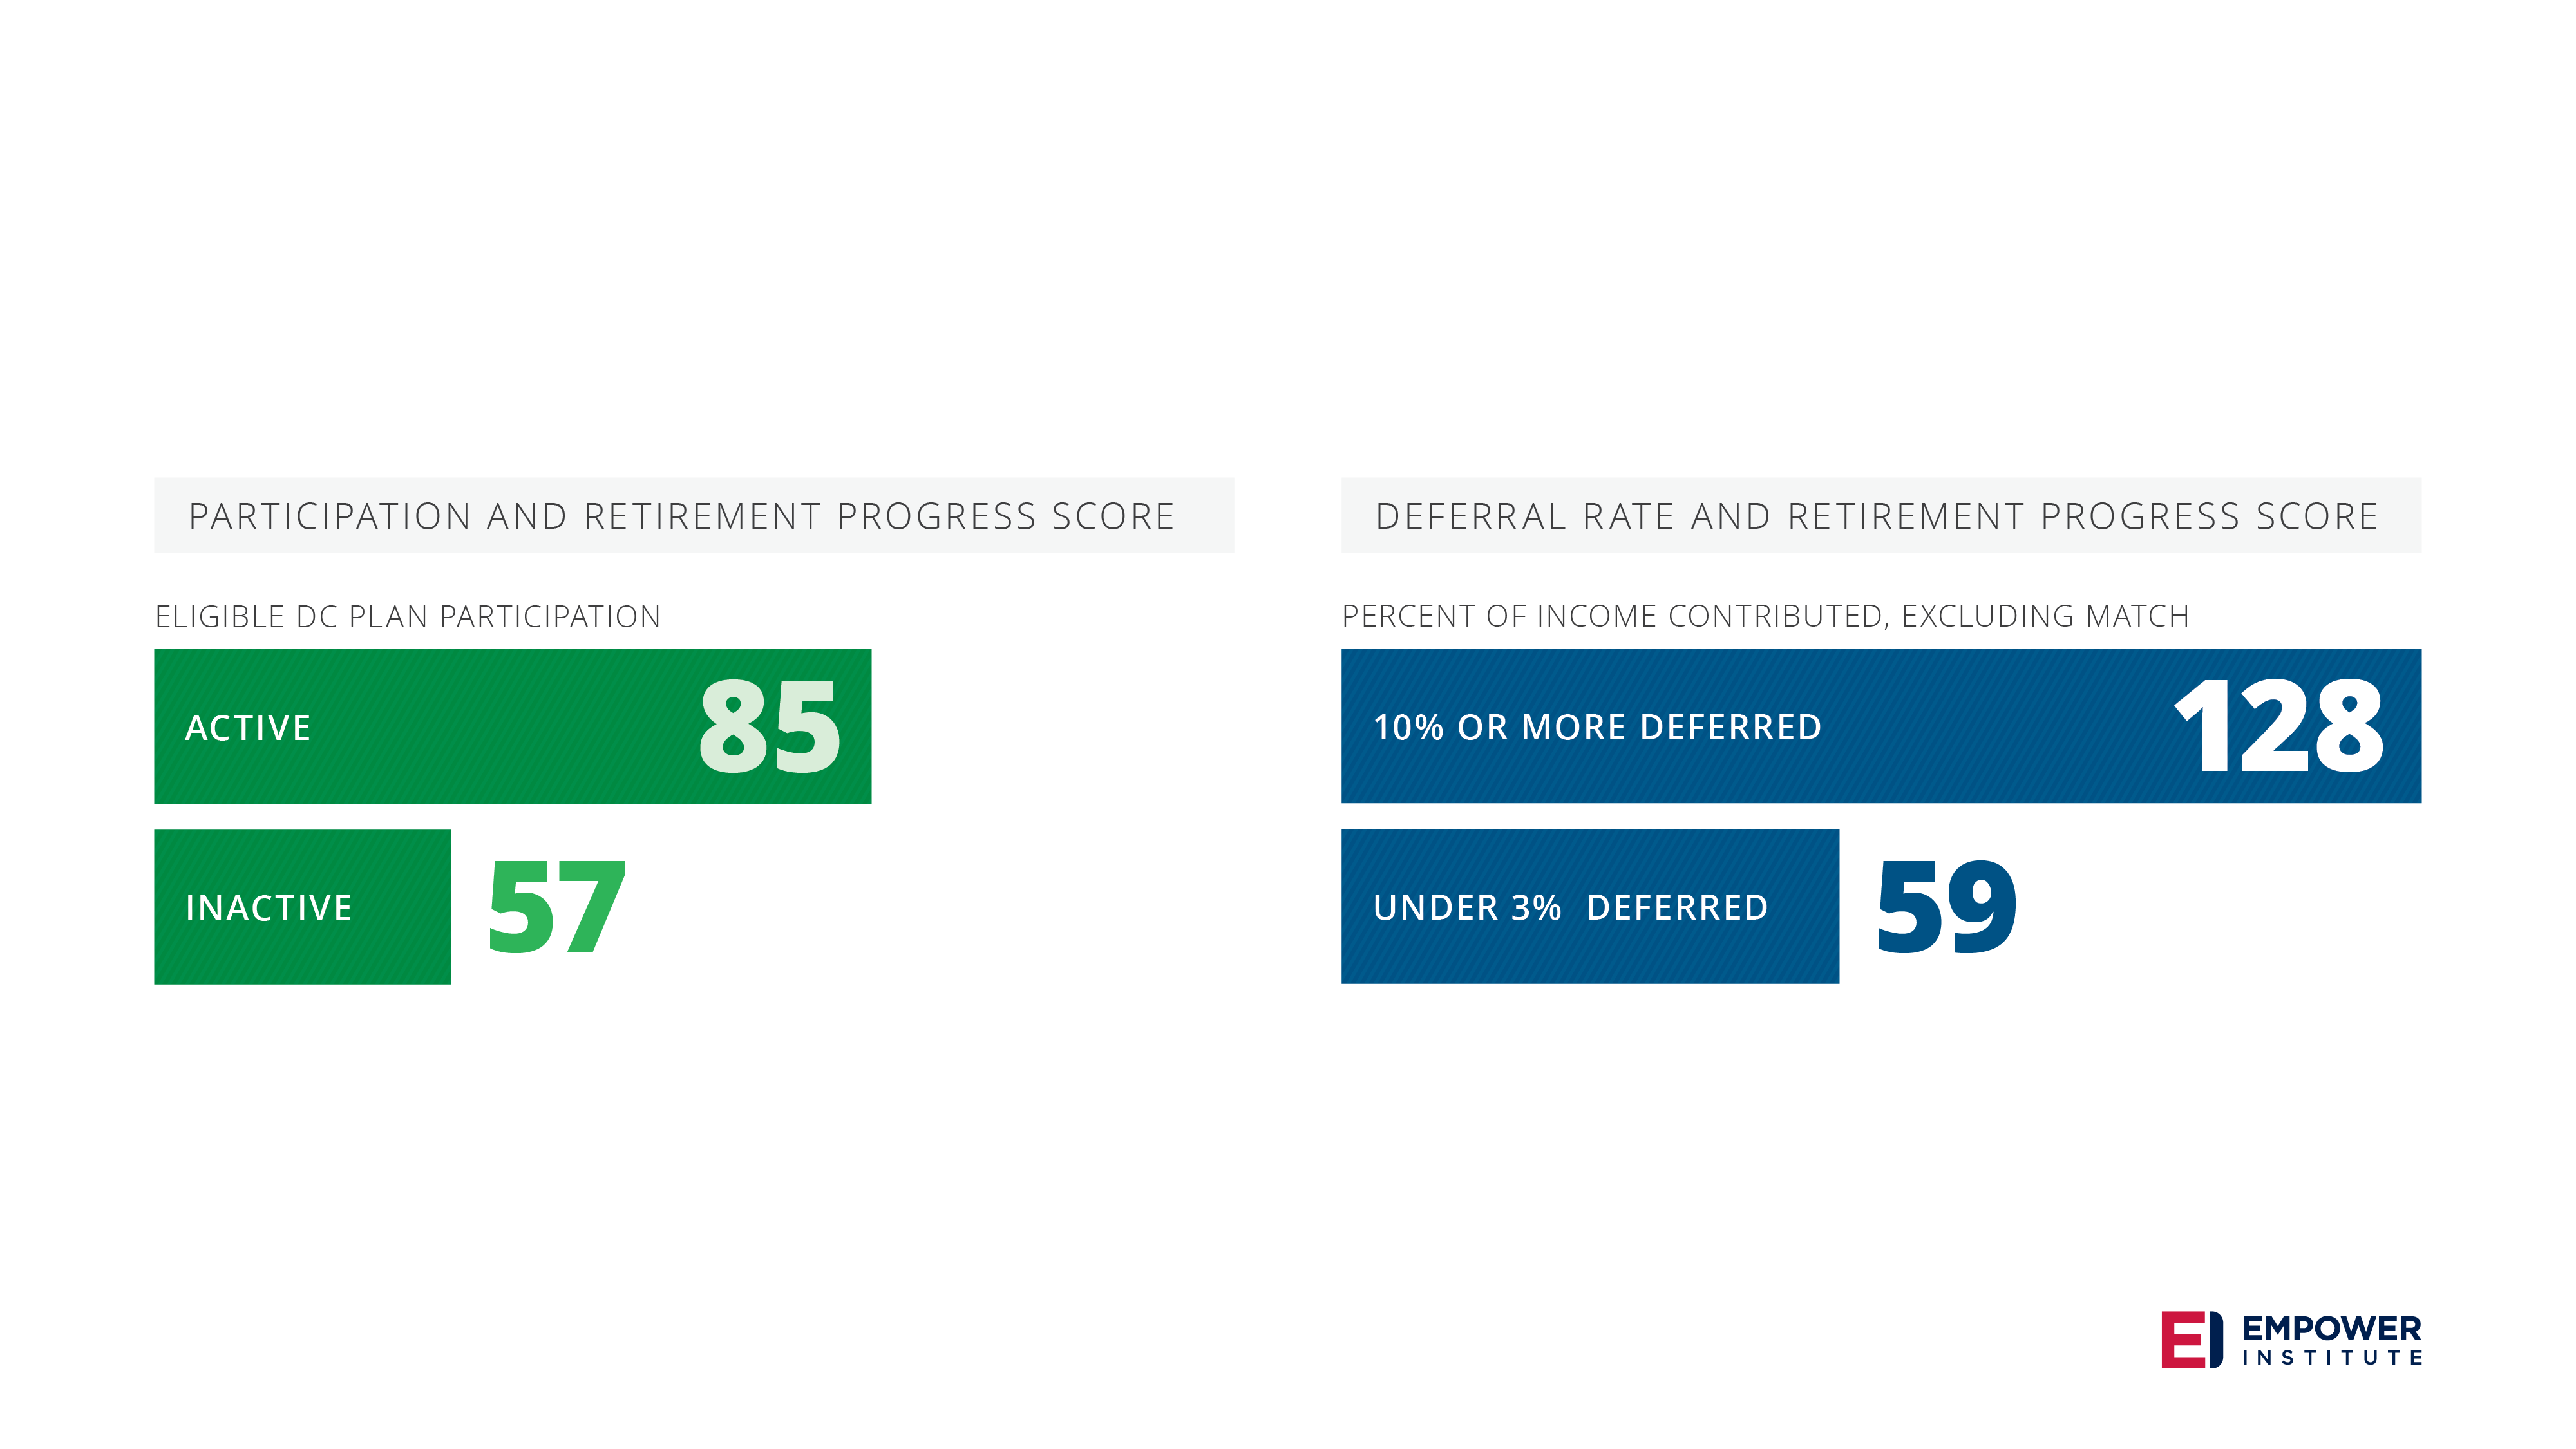 PARTICIPATION AND RETIREMENT PROGRESS SCORE
ELIGIBLE DC PLAN PARTICIPATION
ACTIVE 85
INACTIVE 57
DEFERRAL RATE AND RETIREMENT PROGRESS SCORE
PERCENT OF INCOME CONTRIBUTED, EXCLUDING MATCH
10% OR MORE DEFERRED 128
UNDER 3% DEFERRED 59
EMPOWER
INSTITUTE